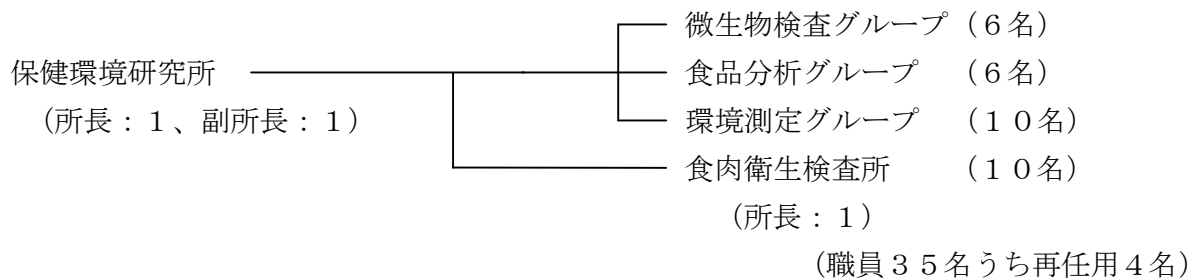 微生物検査グループ（６名）
保健環境研究所　食品分析グループ　（６名）
（所長：１、副所長：１）　環境測定グループ　（１０名）
食肉衛生検査所　（１０名）
（所長：１）
（職員３５名うち再任用４名）